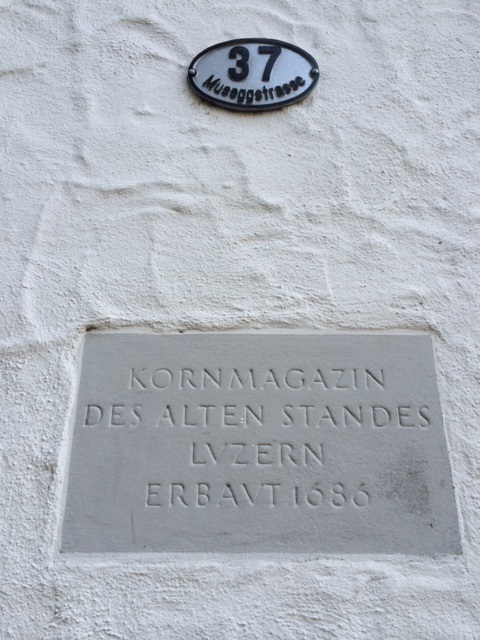 37
Museggstrasse
KORNMAGAZIN
DES ALTEN STANDES
LVZERN
ERBAVT 1686